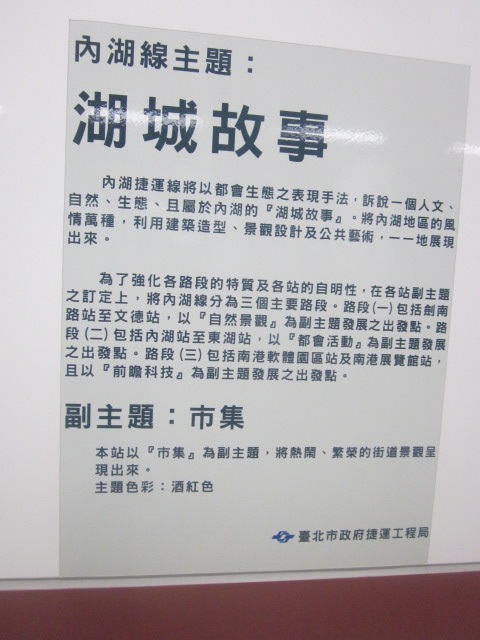 內湖線主題：
湖城故事
內湖捷運線將以都會生態之表現手法，訴說一個人文、
自然、生態、且屬於內湖的『湖城故事』。將內湖地區的風
情萬種，利用建築造型、景觀設計及公共藝術，一一地展現
出來。
為了強化各路段的特質及各站的自明性，在各站副主題
之訂定上，將內湖線分為三個主要路段。路段(一)包括劍南
路站至文德站，以『自然景觀』為副主題發展之出發點。路
段(二)包括內湖站至東湖站，以『都會活動』為副主題發展
之出發點。路段(三)包括南港軟體園區站及南港展覽館站，
且以『前瞻科技』為副主題發展之出發點。
副主題：市集
本站以『市集』為副主題，將熱鬧、繁榮的街道景觀呈
現出來。
主題色彩：酒紅色
臺北市政府捷運工程局